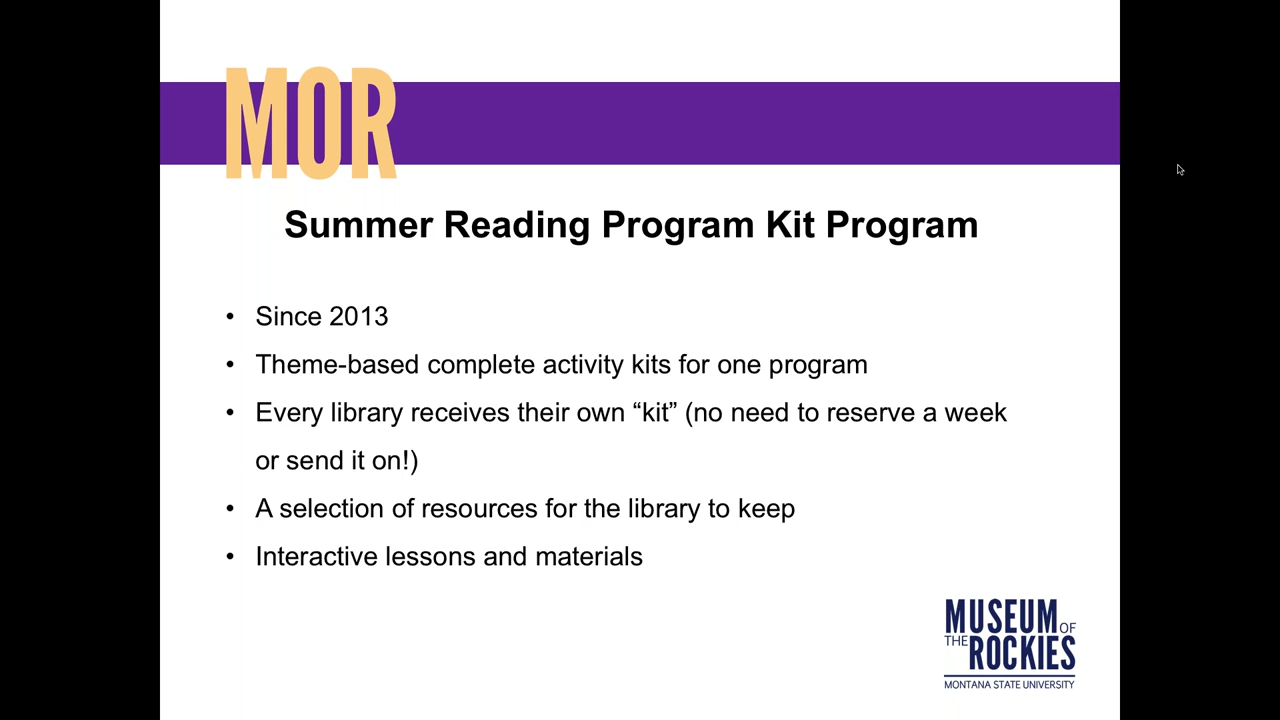 MOR
Summer Reading Program Kit Program
• Since 2013
• Theme-based complete activity kits for one program
• Every library receives their own “kit” (no need to reserve a week
or send it on!)
• A selection of resources for the library to keep
• Interactive lessons and materials
MUSEUM OF
THE ROCKIES
MONTANA STATE UNIVERSITY